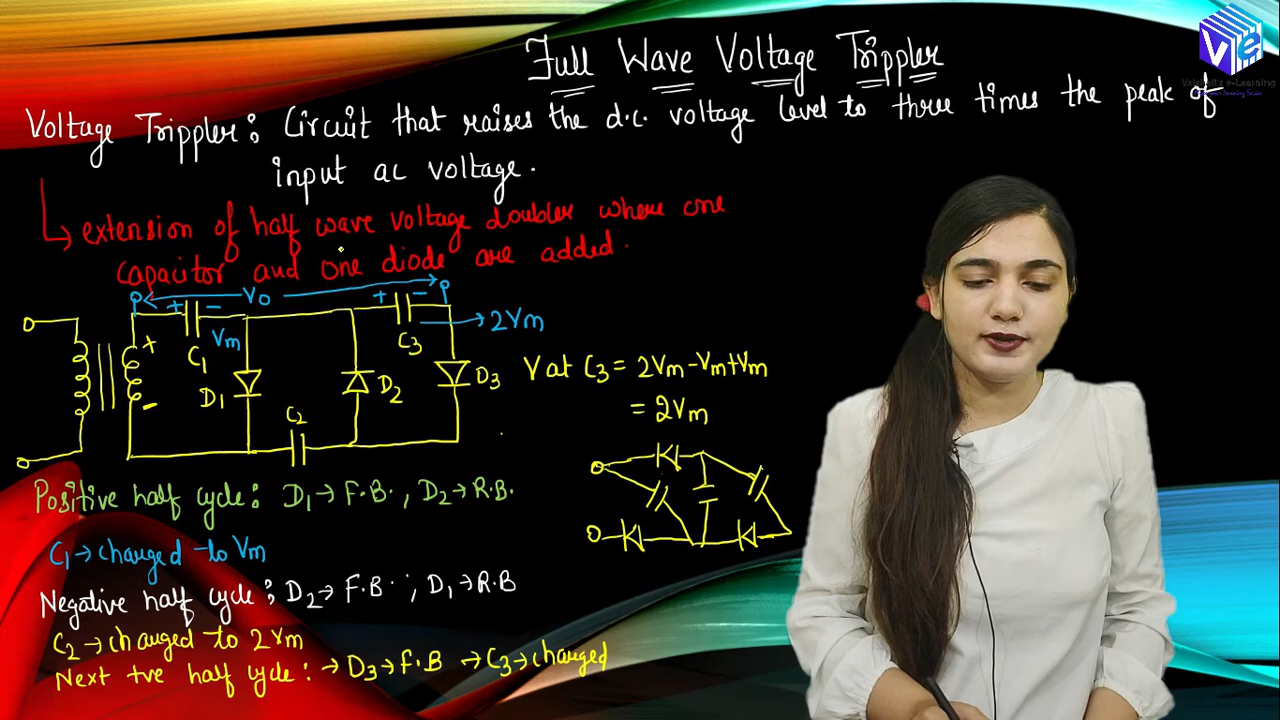 Full Wave Voltage Trippler
Ve
Vaishali's e-Learning
Voltage Trippler: Circuit that raises the d.c. voltage level to three times the peak of
input ac voltage.
↳ extension of half wave voltage doubler where one
capacitor and one diode are added.
Vo
+ - + -
Vm
C1
C3
→ 2Vm
+
-
D1
D2
D3
C2
V at C3 = 2Vm-Vm+Vm
= 2Vm
Positive half cycle: D1→F.B., D2→R.B.
C1→charged to Vm
Negative half cycle: D2→F.B.; D1→R.B
C2→charged to 2Vm
Next +ve half cycle: → D3→F.B → C3→charged